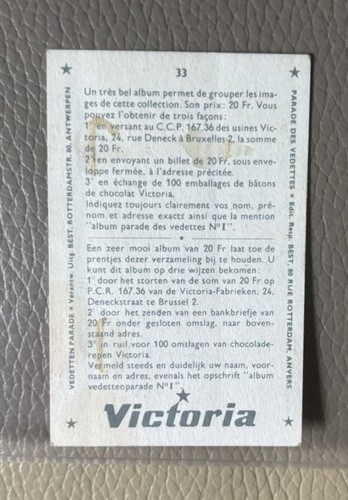 33
Un très bel album permet de grouper les ima-
ges de cette collection. Son prix: 20 Fr. Vous
pouvez l'obtenir de trois façons:
1° en versant au C.C.P. 167.36 des usines Vic-
toria, 24, rue Deneck à Bruxelles 2, la somme
de 20 Fr.
2° en envoyant un billet de 20 Fr. sous enve-
loppe fermée, à l'adresse précitée.
3° en échange de 100 emballages de bâtons
de chocolat Victoria.
Indiquez toujours clairement vos nom, pré-
nom et adresse exacts ainsi que la mention
"album parade des vedettes N° I".
Een zeer mooi album van 20 Fr laat toe de
prentjes dezer verzameling bij te houden. U
kunt dit album op drie wijzen bekomen:
1° door het storten van de som van 20 Fr op
P.C.R. 167.36 van de Victoria-Fabrieken, 24,
Deneckstraat te Brussel 2.
2° door het zenden van een bankbriefje van
20 Fr onder gesloten omslag, naar boven-
staand adres.
3° in ruil voor 100 omslagen van chocolade-
repen Victoria.
Vermeld steeds en duidelijk uw naam, voor-
naam en adres, evenals het opschrift "album
vedettenparade N° I".
Victoria
VEDETTEN PARADE • Verantw. Uitg. BEST, ROTTERDAMSTR. 80, ANTWERPEN
PARADE DES VEDETTES • Edit. Resp. BEST, 80 RUE ROTTERDAM, ANVERS